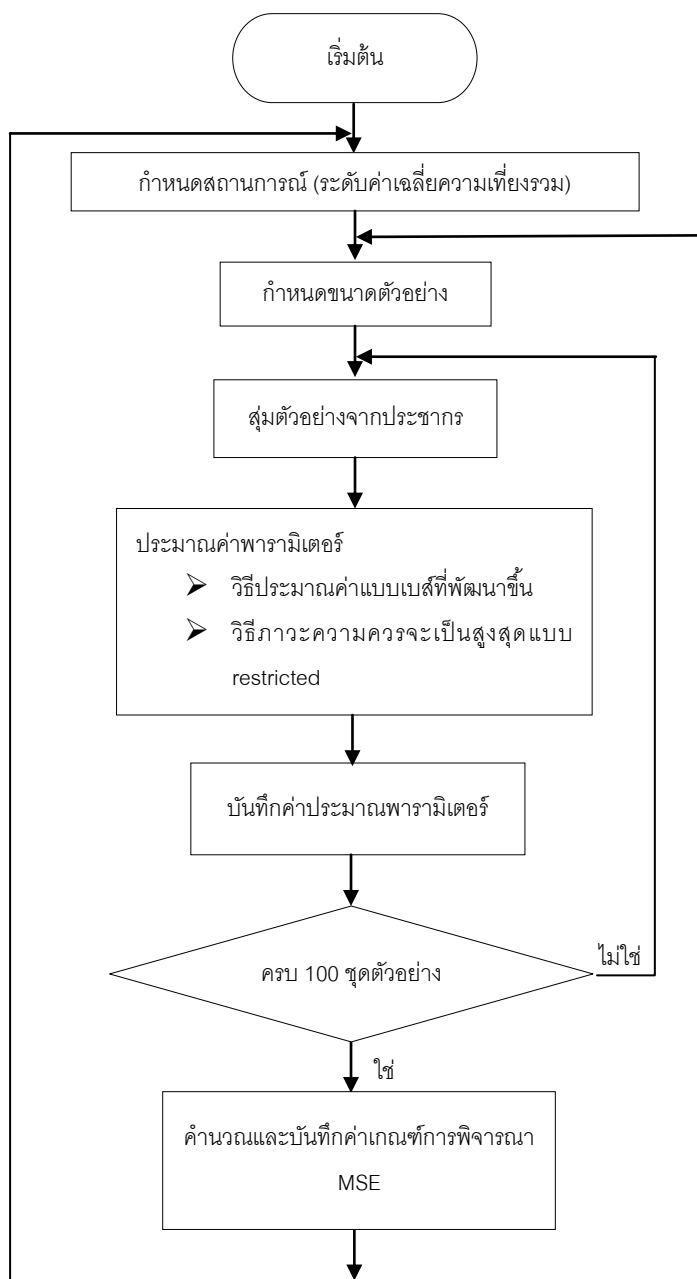 เริ่มต้น
กำหนดสถานการณ์ (ระดับค่าเฉลี่ยความเที่ยงรวม)
กำหนดขนาดตัวอย่าง
สุ่มตัวอย่างจากประชากร
ประมาณค่าพารามิเตอร์
➢ วิธีประมาณค่าแบบเบส์ที่พัฒนาขึ้น
➢ วิธีภาวะความควรจะเป็นสูงสุดแบบ
restricted
บันทึกค่าประมาณพารามิเตอร์
ครบ 100 ชุดตัวอย่าง
ไม่ใช่
ใช่
คำนวณและบันทึกค่าเกณฑ์การพิจารณา
MSE